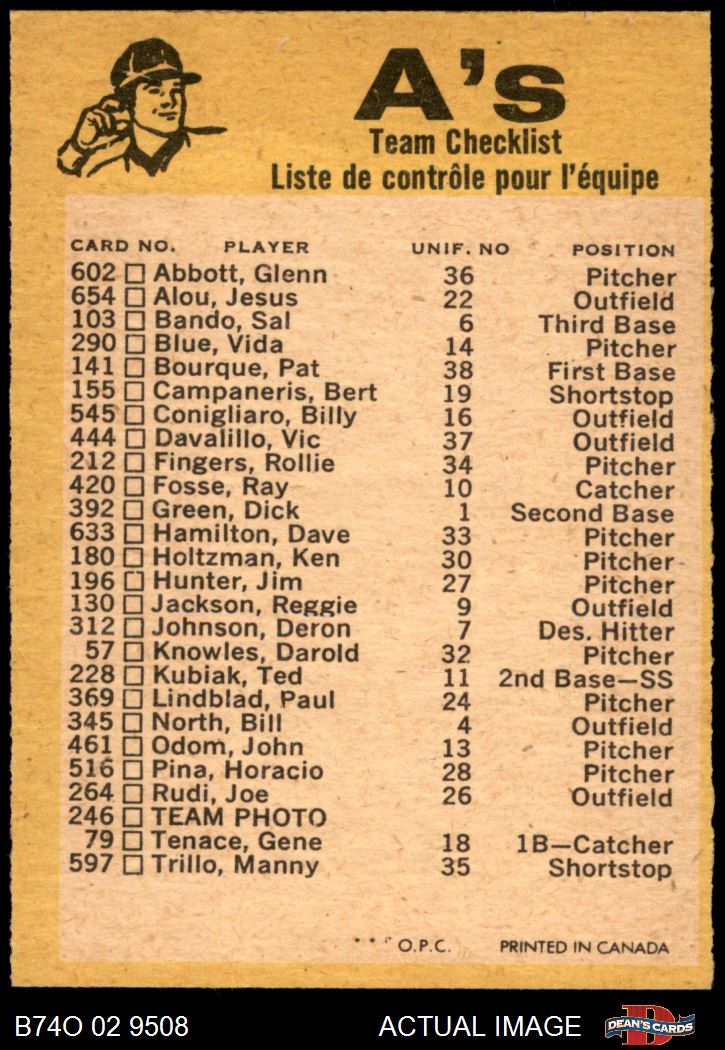 A's
Team Checklist
Liste de contrôle pour l'équipe
CARD NO. PLAYER UNIF. NO POSITION
602 Abbott, Glenn 36 Pitcher
654 Alou, Jesus 22 Outfield
103 Bando, Sal 6 Third Base
290 Blue, Vida 14 Pitcher
141 Bourque, Pat 38 First Base
155 Campaneris, Bert 19 Shortstop
545 Conigliaro, Billy 16 Outfield
444 Davalillo, Vic 37 Outfield
212 Fingers, Rollie 34 Pitcher
420 Fosse, Ray 10 Catcher
392 Green, Dick 1 Second Base
633 Hamilton, Dave 33 Pitcher
180 Holtzman, Ken 30 Pitcher
196 Hunter, Jim 27 Pitcher
130 Jackson, Reggie 9 Outfield
312 Johnson, Deron 7 Des. Hitter
57 Knowles, Darold 32 Pitcher
228 Kubiak, Ted 11 2nd Base—SS
369 Lindblad, Paul 24 Pitcher
345 North, Bill 4 Outfield
461 Odom, John 13 Pitcher
516 Pina, Horacio 28 Pitcher
264 Rudi, Joe 26 Outfield
246 TEAM PHOTO
79 Tenace, Gene 18 1B—Catcher
597 Trillo, Manny 35 Shortstop
* * O.P.C. PRINTED IN CANADA
B74O 02 9508 ACTUAL IMAGE D DEAN'S CARDS